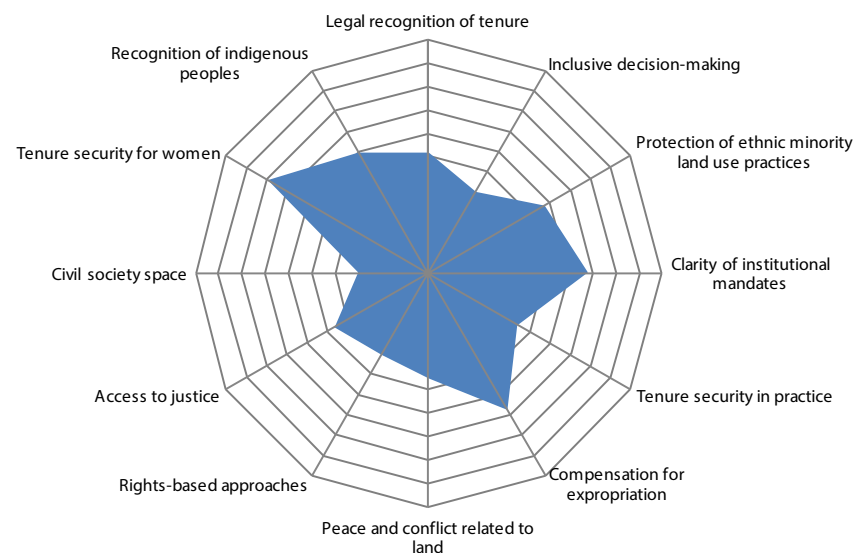 Legal recognition of tenure
Inclusive decision-making
Protection of ethnic minority
land use practices
Clarity of institutional
mandates
Tenure security in practice
Compensation for
expropriation
Peace and conflict related to
land
Rights-based approaches
Access to justice
Civil society space
Tenure security for women
Recognition of indigenous
peoples